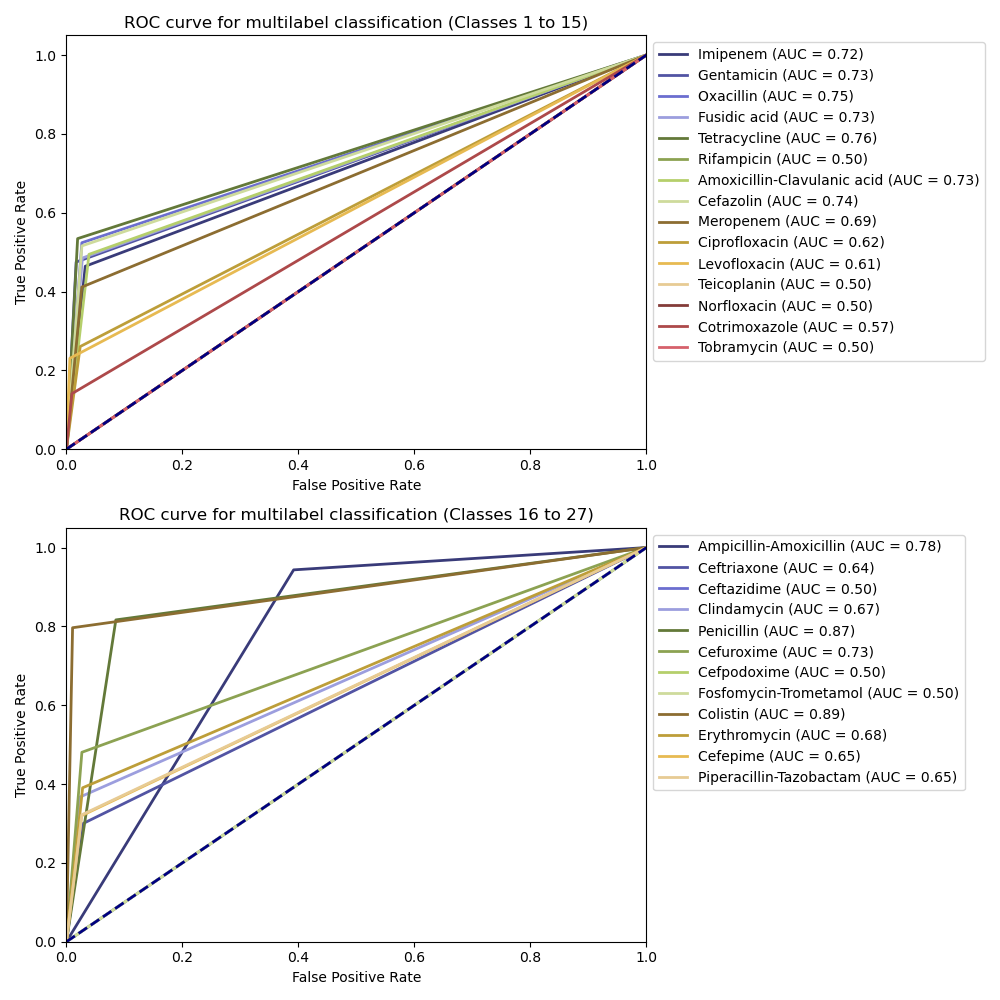 ROC curve for multilabel classification (Classes 1 to 15)
True Positive Rate
1.0
0.8
0.6
0.4
0.2
0.0
0.0 0.2 0.4 0.6 0.8 1.0
False Positive Rate
Imipenem (AUC = 0.72)
Gentamicin (AUC = 0.73)
Oxacillin (AUC = 0.75)
Fusidic acid (AUC = 0.73)
Tetracycline (AUC = 0.76)
Rifampicin (AUC = 0.50)
Amoxicillin-Clavulanic acid (AUC = 0.73)
Cefazolin (AUC = 0.74)
Meropenem (AUC = 0.69)
Ciprofloxacin (AUC = 0.62)
Levofloxacin (AUC = 0.61)
Teicoplanin (AUC = 0.50)
Norfloxacin (AUC = 0.50)
Cotrimoxazole (AUC = 0.57)
Tobramycin (AUC = 0.50)
ROC curve for multilabel classification (Classes 16 to 27)
True Positive Rate
1.0
0.8
0.6
0.4
0.2
0.0
0.0 0.2 0.4 0.6 0.8 1.0
False Positive Rate
Ampicillin-Amoxicillin (AUC = 0.78)
Ceftriaxone (AUC = 0.64)
Ceftazidime (AUC = 0.50)
Clindamycin (AUC = 0.67)
Penicillin (AUC = 0.87)
Cefuroxime (AUC = 0.73)
Cefpodoxime (AUC = 0.50)
Fosfomycin-Trometamol (AUC = 0.50)
Colistin (AUC = 0.89)
Erythromycin (AUC = 0.68)
Cefepime (AUC = 0.65)
Piperacillin-Tazobactam (AUC = 0.65)